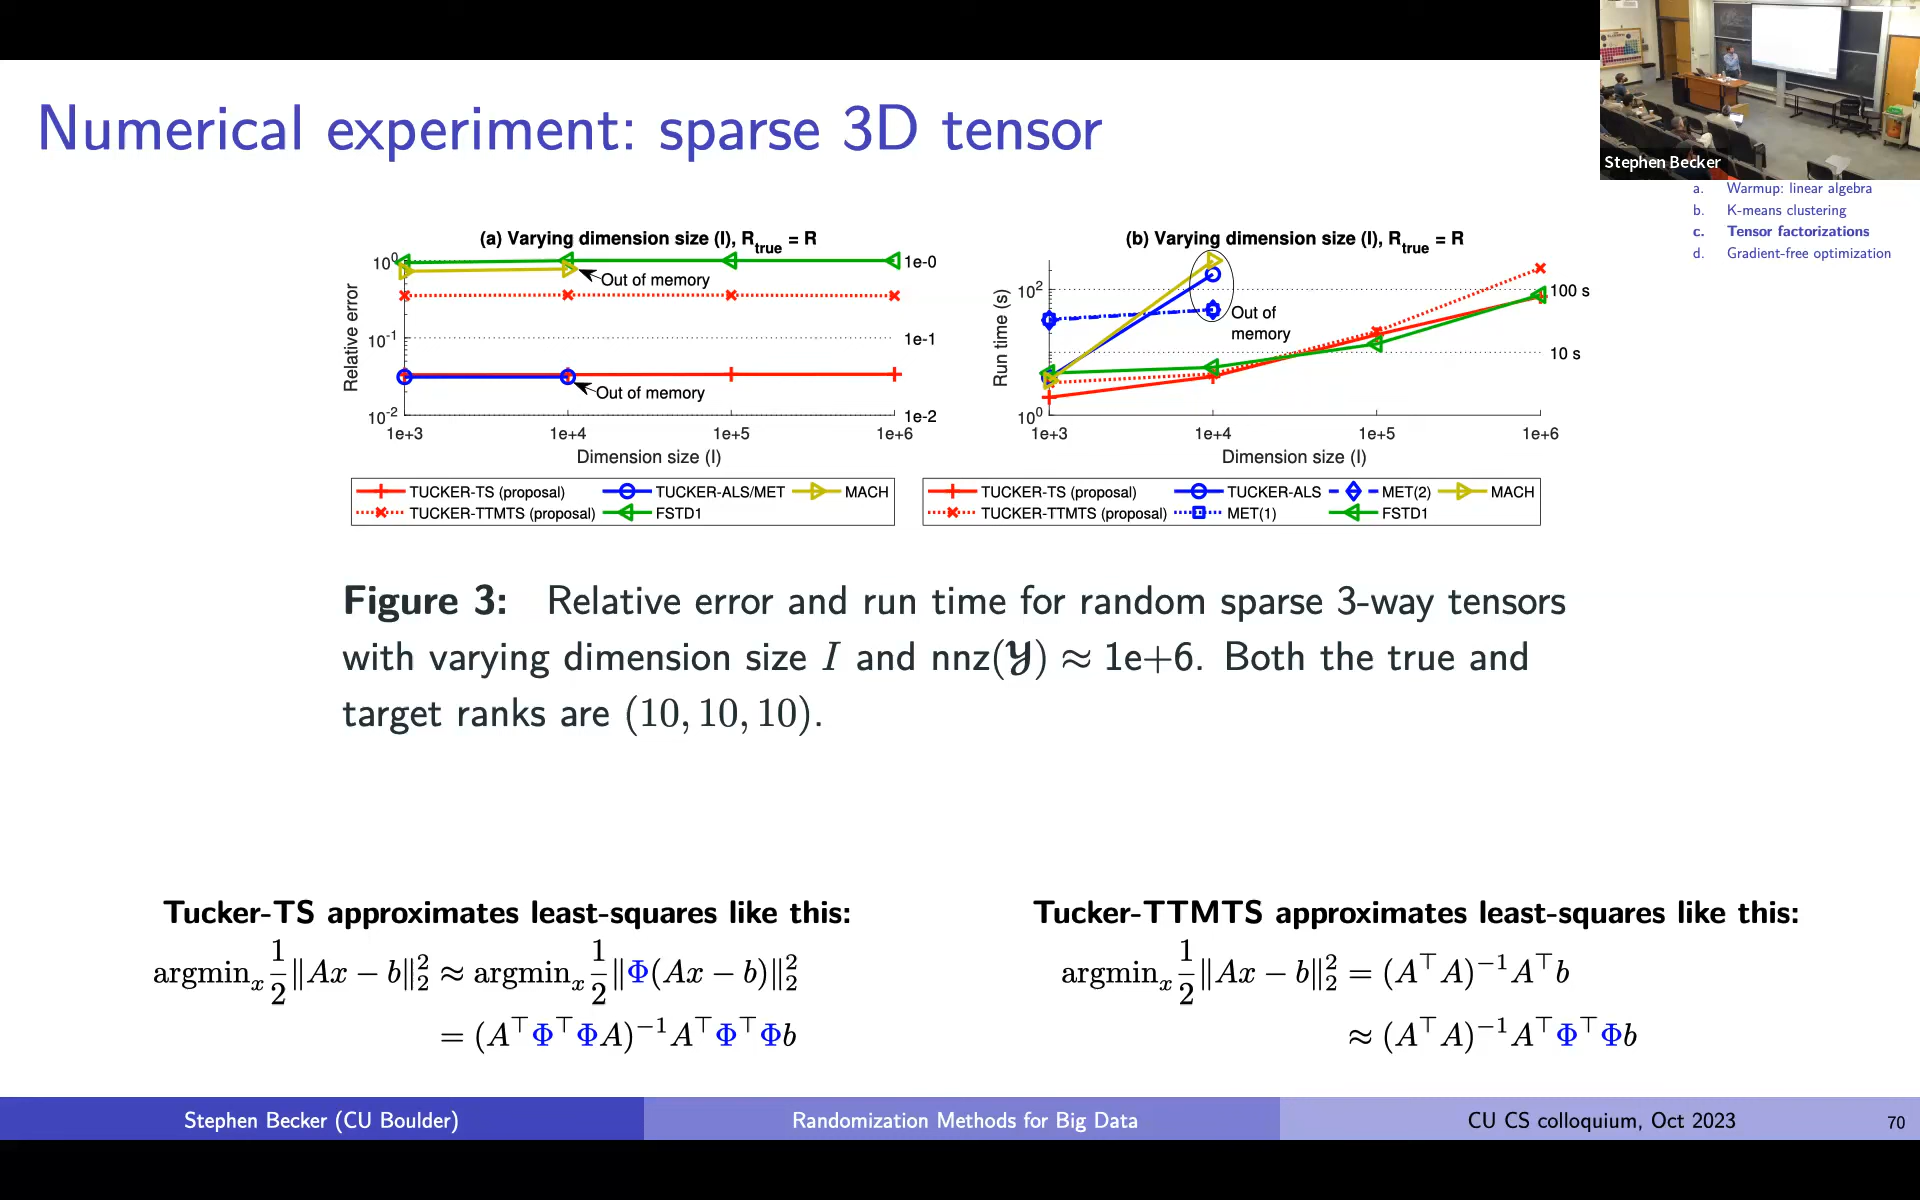 Numerical experiment: sparse 3D tensor
Stephen Becker
a. Warmup: linear algebra
b. K-means clustering
c. Tensor factorizations
d. Gradient-free optimization
(a) Varying dimension size (I), R_true = R
10^0
10^-1
10^-2
Relative error
Out of memory
Out of memory
1e-0
1e-1
1e-2
1e+3 1e+4 1e+5 1e+6
Dimension size (I)
TUCKER-TS (proposal) TUCKER-ALS/MET MACH
TUCKER-TTMTS (proposal) FSTD1
(b) Varying dimension size (I), R_true = R
10^2
10^0
Run time (s)
Out of
memory
100 s
10 s
1e+3 1e+4 1e+5 1e+6
Dimension size (I)
TUCKER-TS (proposal) TUCKER-ALS MET(2) MACH
TUCKER-TTMTS (proposal) MET(1) FSTD1
Figure 3: Relative error and run time for random sparse 3-way tensors
with varying dimension size I and nnz(𝒴) ≈ 1e+6. Both the true and
target ranks are (10, 10, 10).
Tucker-TS approximates least-squares like this:
argmin_x 1/2 ‖Ax − b‖₂² ≈ argmin_x 1/2 ‖Φ(Ax − b)‖₂²
= (A^⊤Φ^⊤ΦA)^−1 A^⊤Φ^⊤Φb
Tucker-TTMTS approximates least-squares like this:
argmin_x 1/2 ‖Ax − b‖₂² = (A^⊤A)^−1 A^⊤b
≈ (A^⊤A)^−1 A^⊤Φ^⊤Φb
Stephen Becker (CU Boulder)
Randomization Methods for Big Data
CU CS colloquium, Oct 2023
70